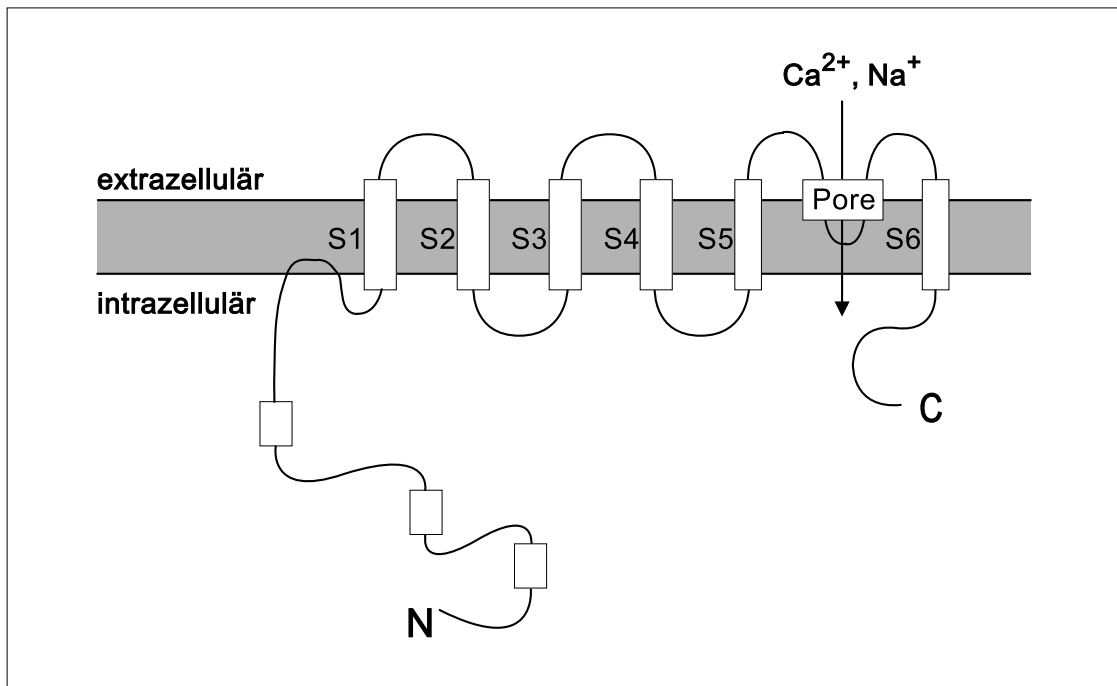 Ca²⁺, Na⁺
extrazellulär
Pore
S1 S2 S3 S4 S5 S6
intrazellulär
C
N